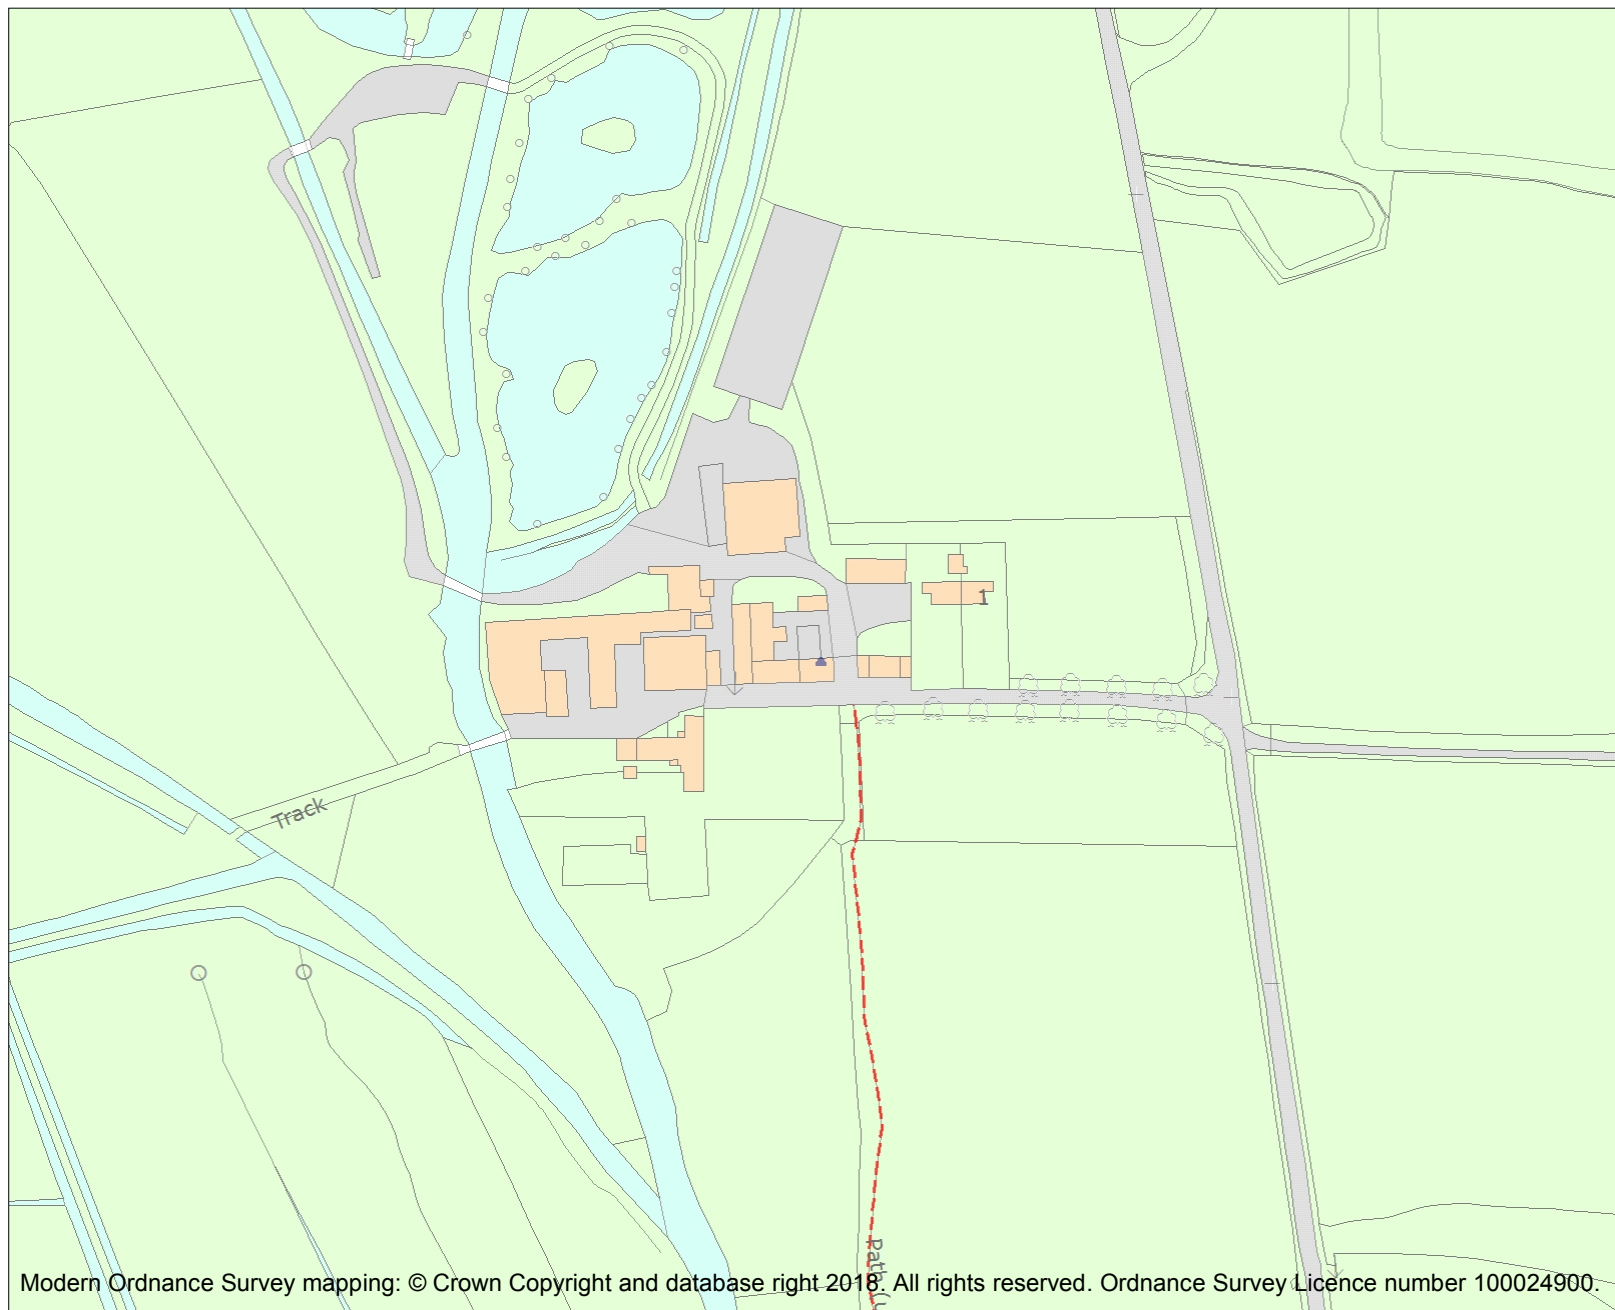 1
Track
Path (u
Modern Ordnance Survey mapping: © Crown Copyright and database right 2018. All rights reserved. Ordnance Survey Licence number 100024900.